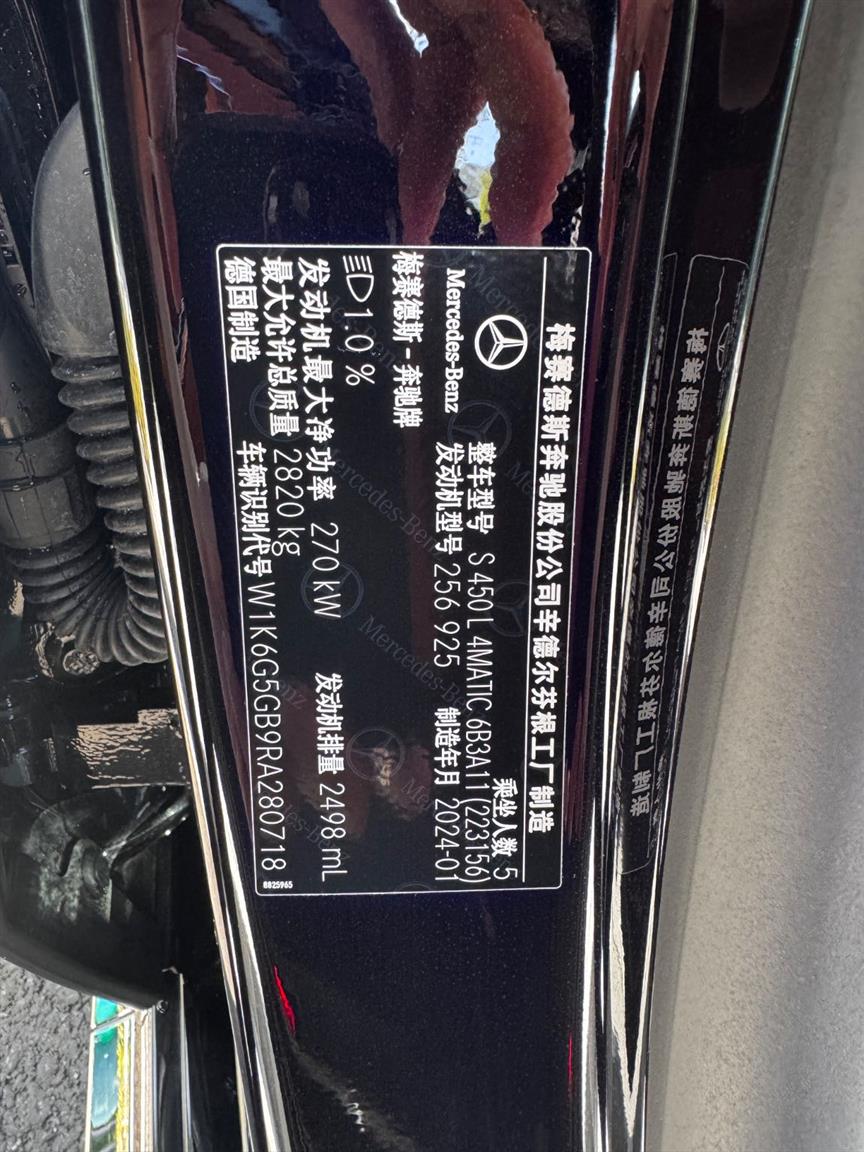 梅赛德斯奔驰股份公司辛德尔芬根工厂制造
乘坐人数 5
Mercedes-Benz
整车型号 S 450 L 4MATIC 6B3A11 (223156)
发动机型号 256 925 制造年月 2024-01
梅赛德斯-奔驰牌
1.0 %
发动机最大净功率 270 kW 发动机排量 2498 mL
最大允许总质量 2820 kg
德国制造 车辆识别代号 W1K6G5GB9RA280718
8825965